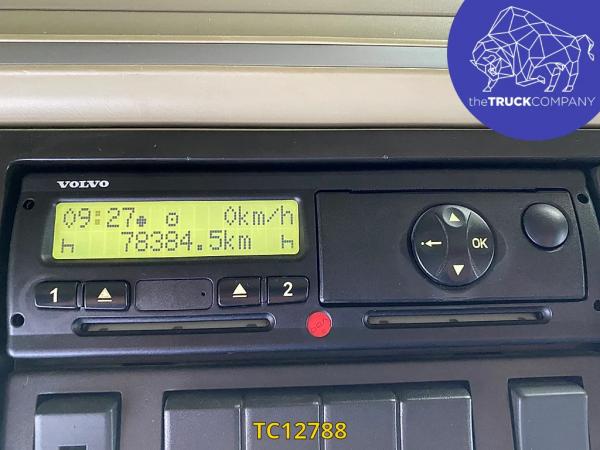 theTRUCKCOMPANY
VOLVO
09:27 0km/h
h 78384.5km h
1 2
OK
TC12788